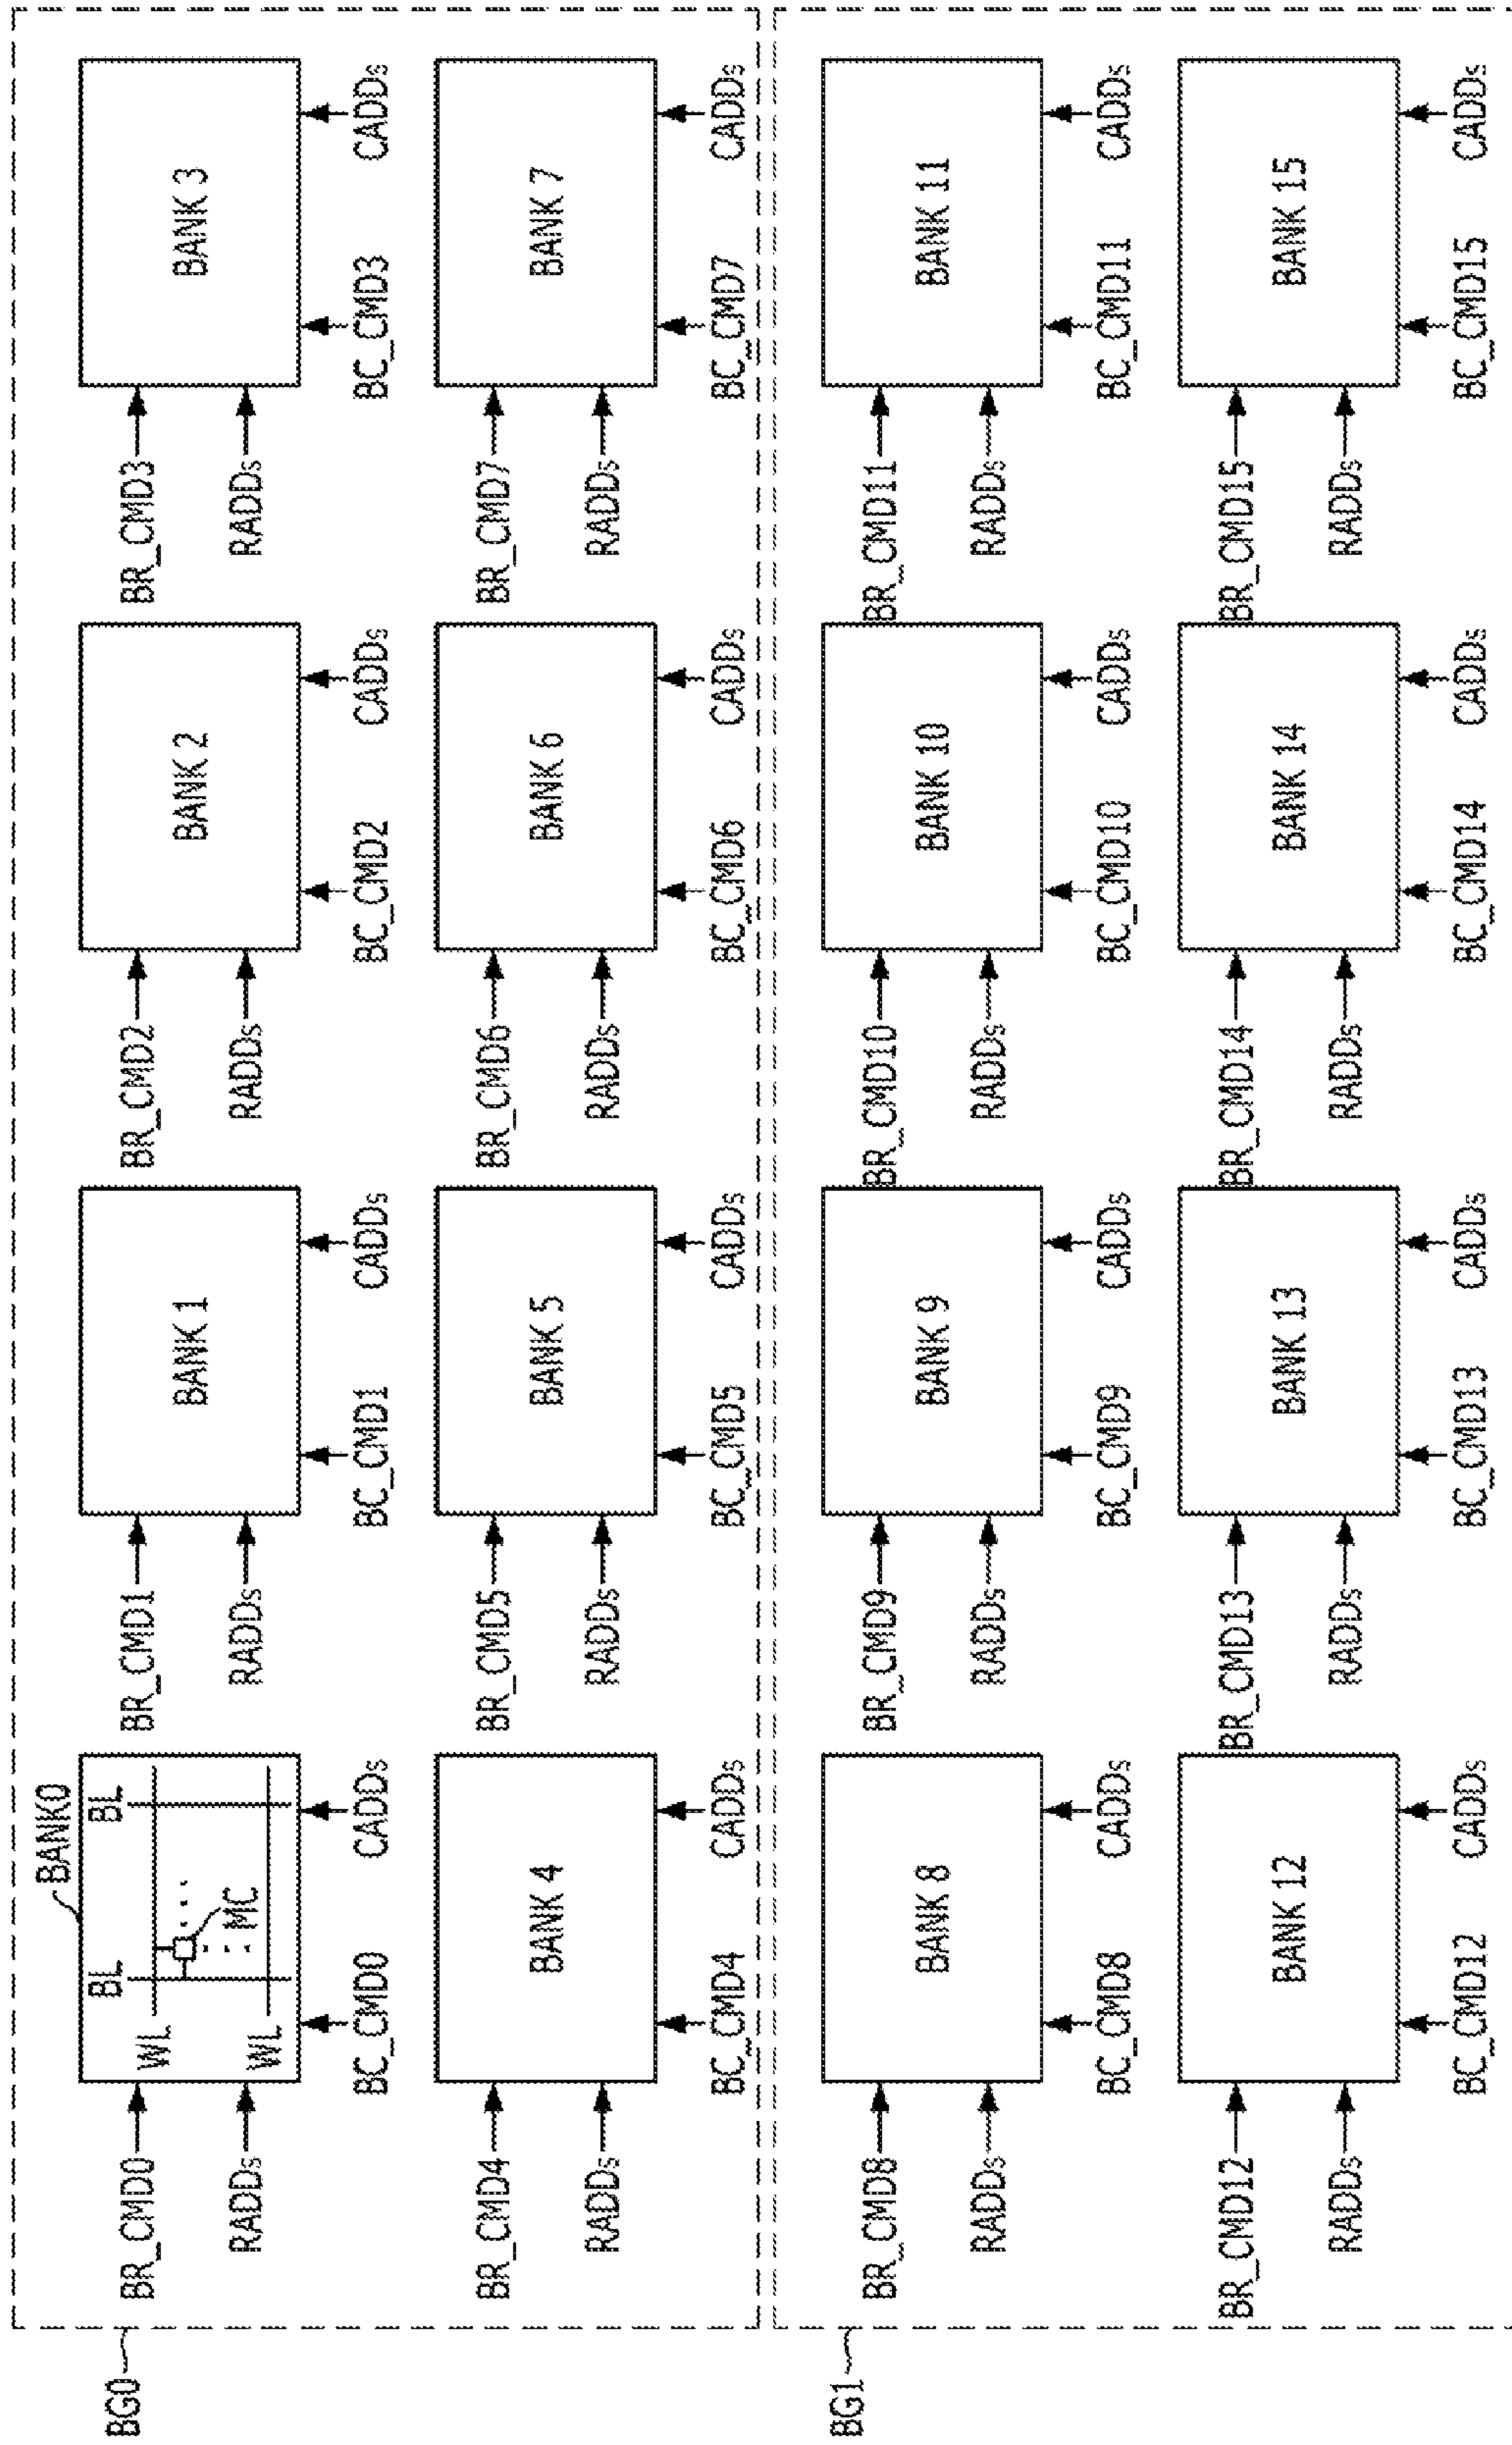 BG0
BANK0
BR_CMD0
RADDs
BL
BL
WL
WL
MC
BC_CMD0
CADDs
BR_CMD1
RADDs
BANK 1
BC_CMD1
CADDs
BR_CMD2
RADDs
BANK 2
BC_CMD2
CADDs
BR_CMD3
RADDs
BANK 3
BC_CMD3
CADDs
BR_CMD4
RADDs
BANK 4
BC_CMD4
CADDs
BR_CMD5
RADDs
BANK 5
BC_CMD5
CADDs
BR_CMD6
RADDs
BANK 6
BC_CMD6
CADDs
BR_CMD7
RADDs
BANK 7
BC_CMD7
CADDs
BG1
BR_CMD8
RADDs
BANK 8
BC_CMD8
CADDs
BR_CMD9
RADDs
BANK 9
BC_CMD9
CADDs
BR_CMD10
RADDs
BANK 10
BC_CMD10
CADDs
BR_CMD11
RADDs
BANK 11
BC_CMD11
CADDs
BR_CMD12
RADDs
BANK 12
BC_CMD12
CADDs
BR_CMD13
RADDs
BANK 13
BC_CMD13
CADDs
BR_CMD14
RADDs
BANK 14
BC_CMD14
CADDs
BR_CMD15
RADDs
BANK 15
BC_CMD15
CADDs